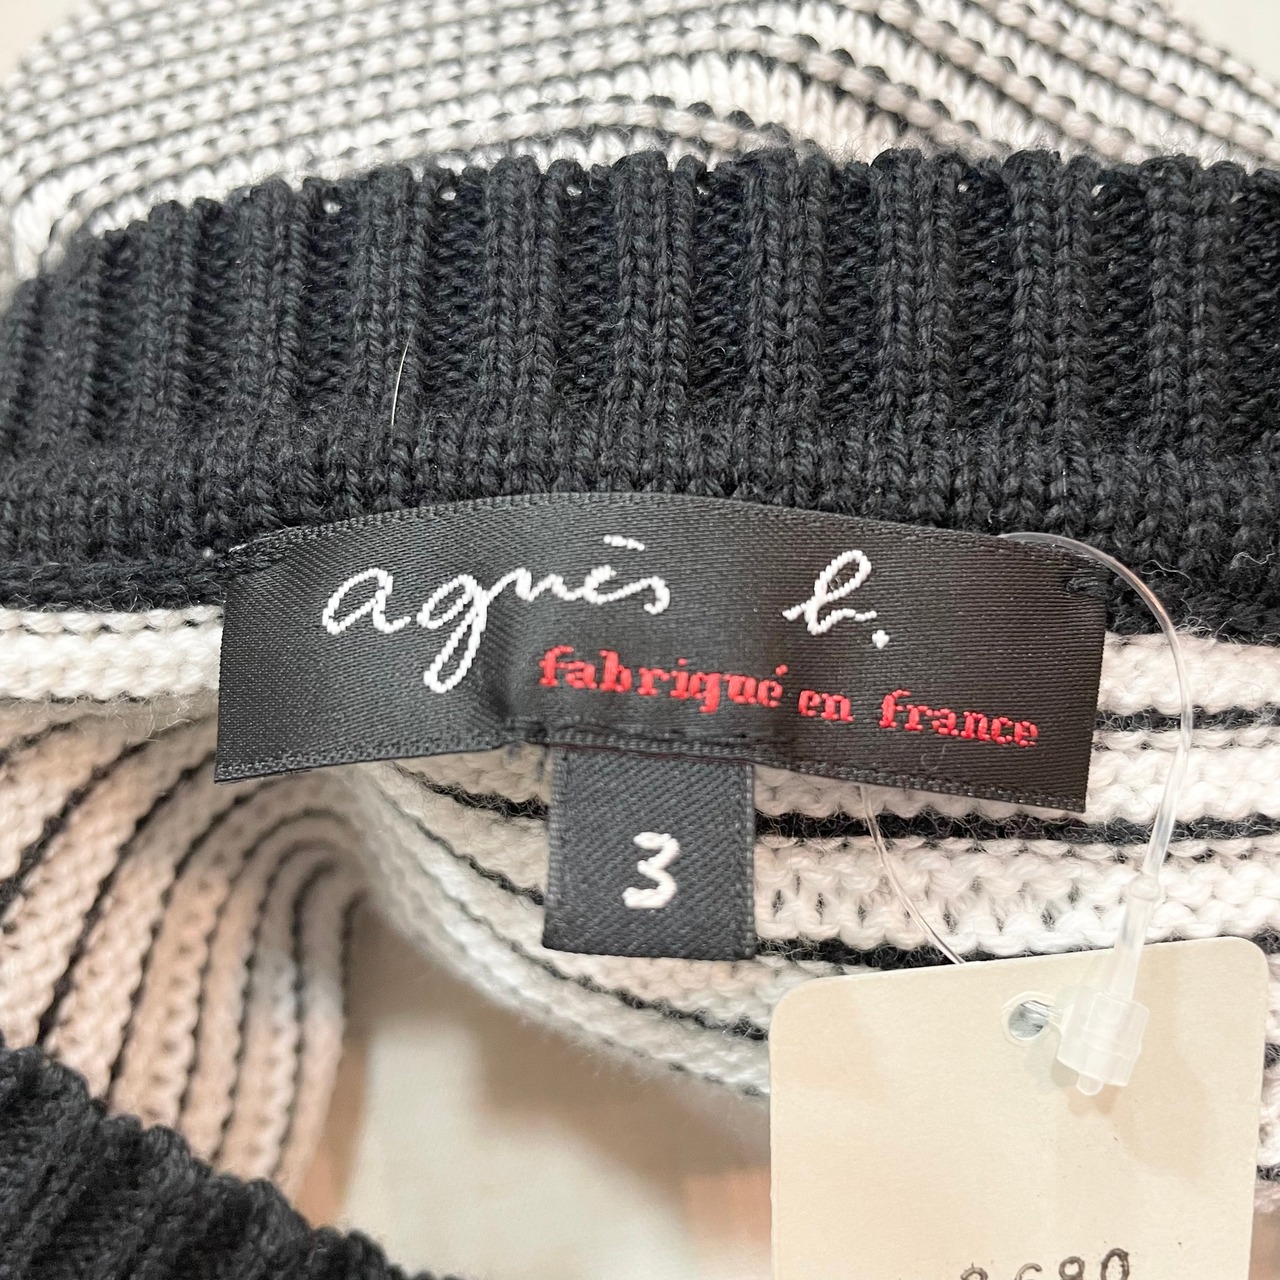 agnès b.
fabriqué en france
3